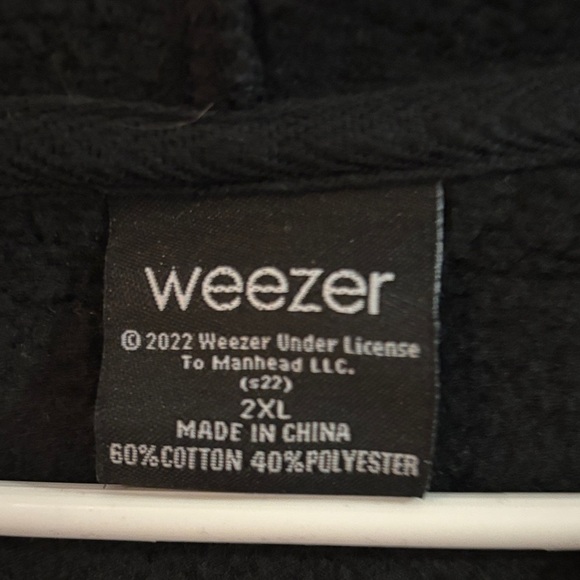 weezer
© 2022 Weezer Under License
To Manhead LLC.
(s22)
2XL
MADE IN CHINA
60%COTTON 40%POLYESTER